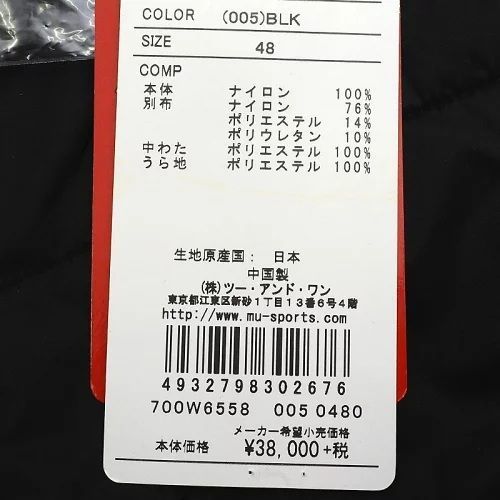 COLOR (005)BLK
SIZE 48
COMP
本体 ナイロン 100%
別布 ナイロン 76%
ポリエステル 14%
ポリウレタン 10%
中わた ポリエステル 100%
うら地 ポリエステル 100%
生地原産国： 日本
中国製
(株)ツー・アンド・ワン
東京都江東区新砂1丁目13番6号4階
http://www.mu-sports.com
4932798302676
700W6558 005 0480
メーカー希望小売価格
本体価格 ¥38,000+税